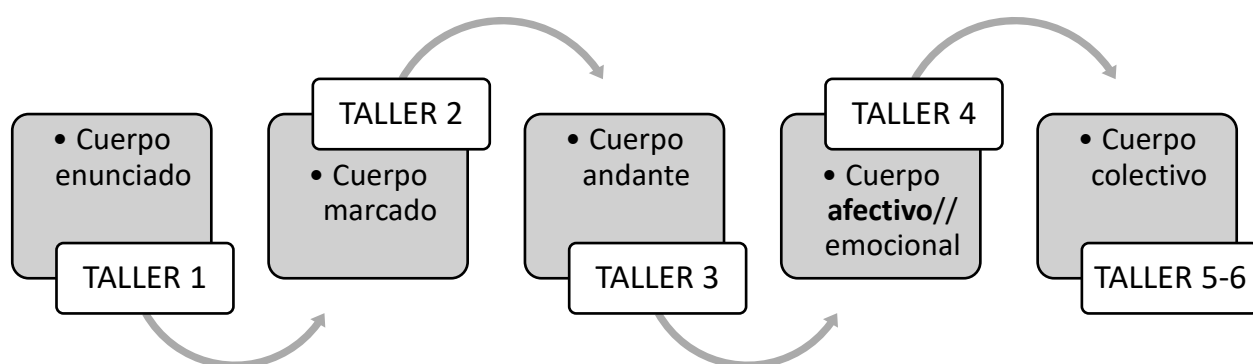 • Cuerpo
enunciado
TALLER 1
TALLER 2
• Cuerpo
marcado
• Cuerpo
andante
TALLER 3
TALLER 4
• Cuerpo
afectivo//
emocional
• Cuerpo
colectivo
TALLER 5-6